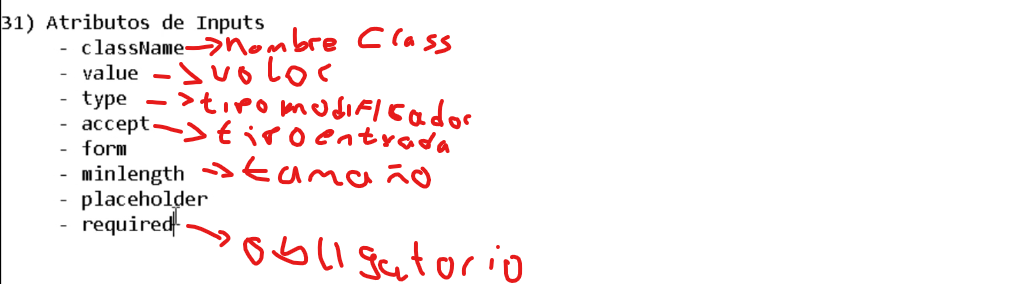 31) Atributos de Inputs
- className → nombre Class
- value → valor
- type → tipo modificador
- accept → tipo entrada
- form
- minlength → tamaño
- placeholder
- required → obligatorio